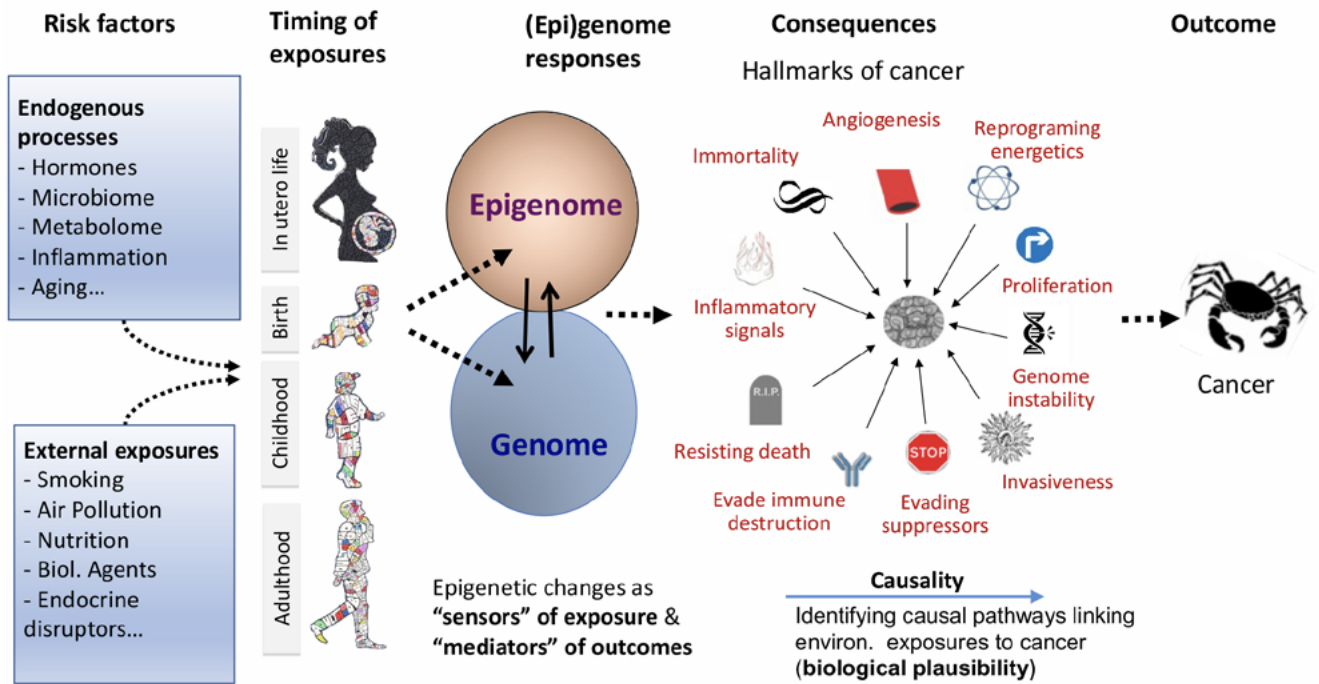 Risk factors
Endogenous
processes
- Hormones
- Microbiome
- Metabolome
- Inflammation
- Aging…
External exposures
- Smoking
- Air Pollution
- Nutrition
- Biol. Agents
- Endocrine
disruptors…
Timing of
exposures
In utero life
Birth
Childhood
Adulthood
(Epi)genome
responses
Epigenome
Genome
Epigenetic changes as
“sensors” of exposure &
“mediators” of outcomes
Consequences
Hallmarks of cancer
Angiogenesis
Immortality
Reprograming
energetics
Inflammatory
signals
Proliferation
Genome
instability
R.I.P.
Resisting death
Evade immune
destruction
STOP
Evading
suppressors
Invasiveness
Causality
Identifying causal pathways linking
environ. exposures to cancer
(biological plausibility)
Outcome
Cancer